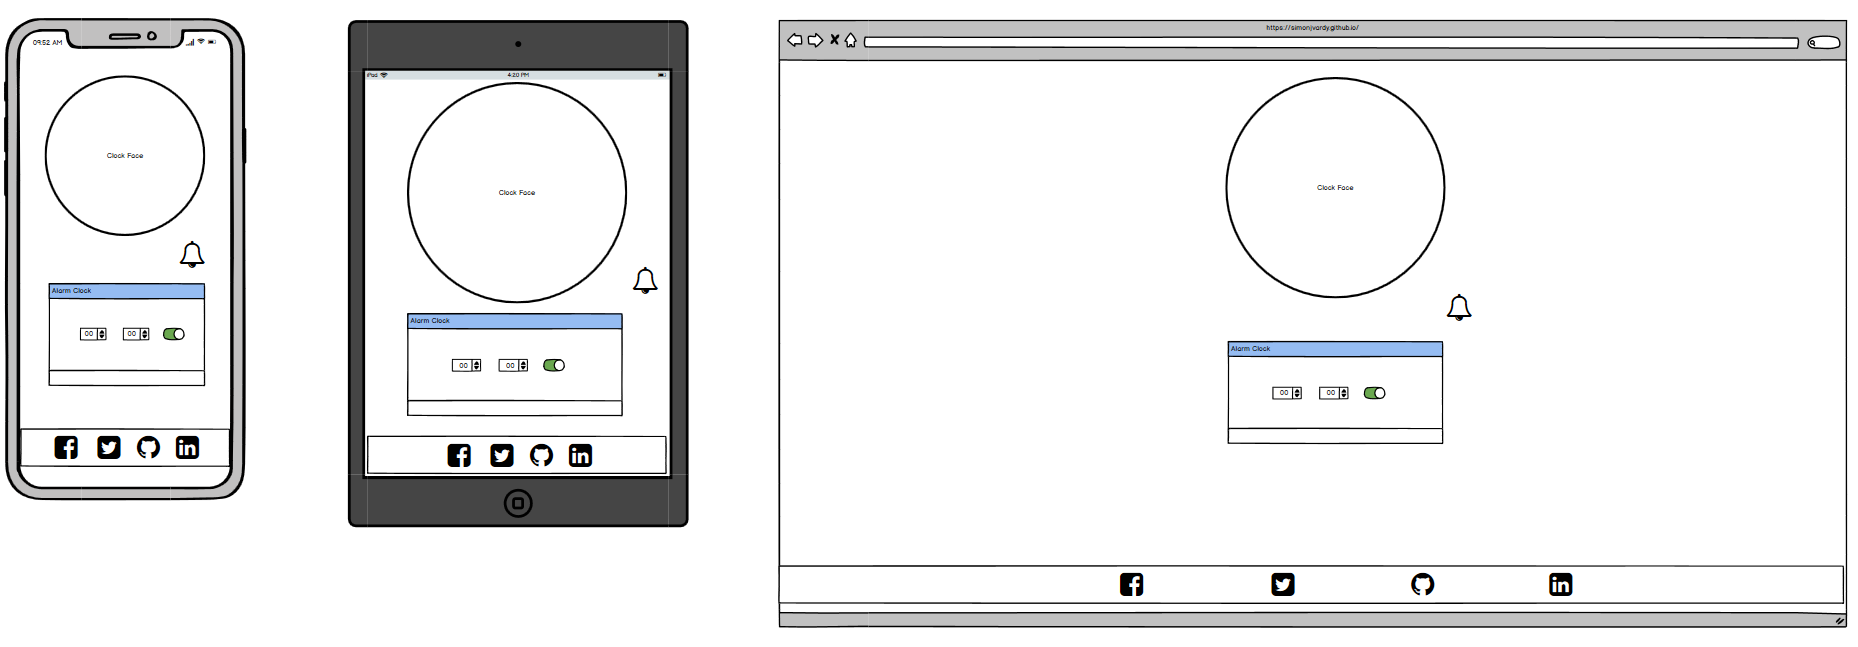 09:52 AM
Clock Face
Alarm Clock
00 00
iPad
4:20 PM
Clock Face
Alarm Clock
00 00
https://simonjvardy.github.io/
Clock Face
Alarm Clock
00 00